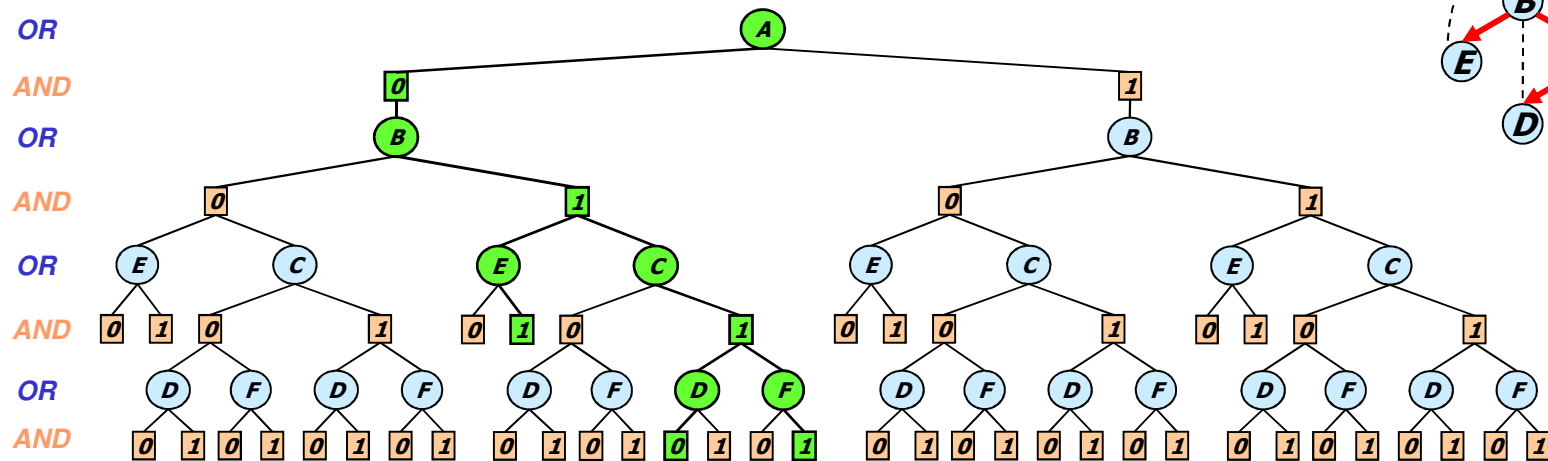 OR A B
AND 0 1 E
OR B B D
AND 0 1 0 1
OR E C E C E C E C
AND 0 1 0 1 0 1 0 1 0 1 0 1 0 1 0 1
OR D F D F D F D F D F D F D F D F
AND 0 1 0 1 0 1 0 1 0 1 0 1 0 1 0 1 0 1 0 1 0 1 0 1 0 1 0 1 0 1 0 1